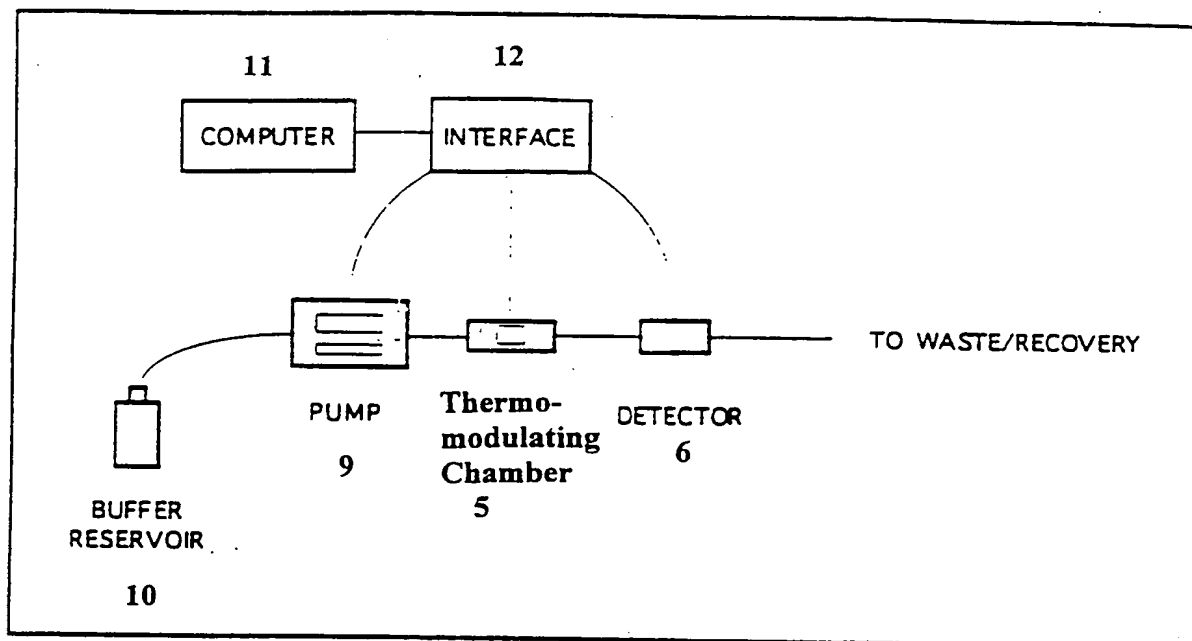 11
12
COMPUTER
INTERFACE
TO WASTE/RECOVERY
PUMP
9
Thermo-
modulating
Chamber
5
DETECTOR
6
BUFFER
RESERVOIR
10